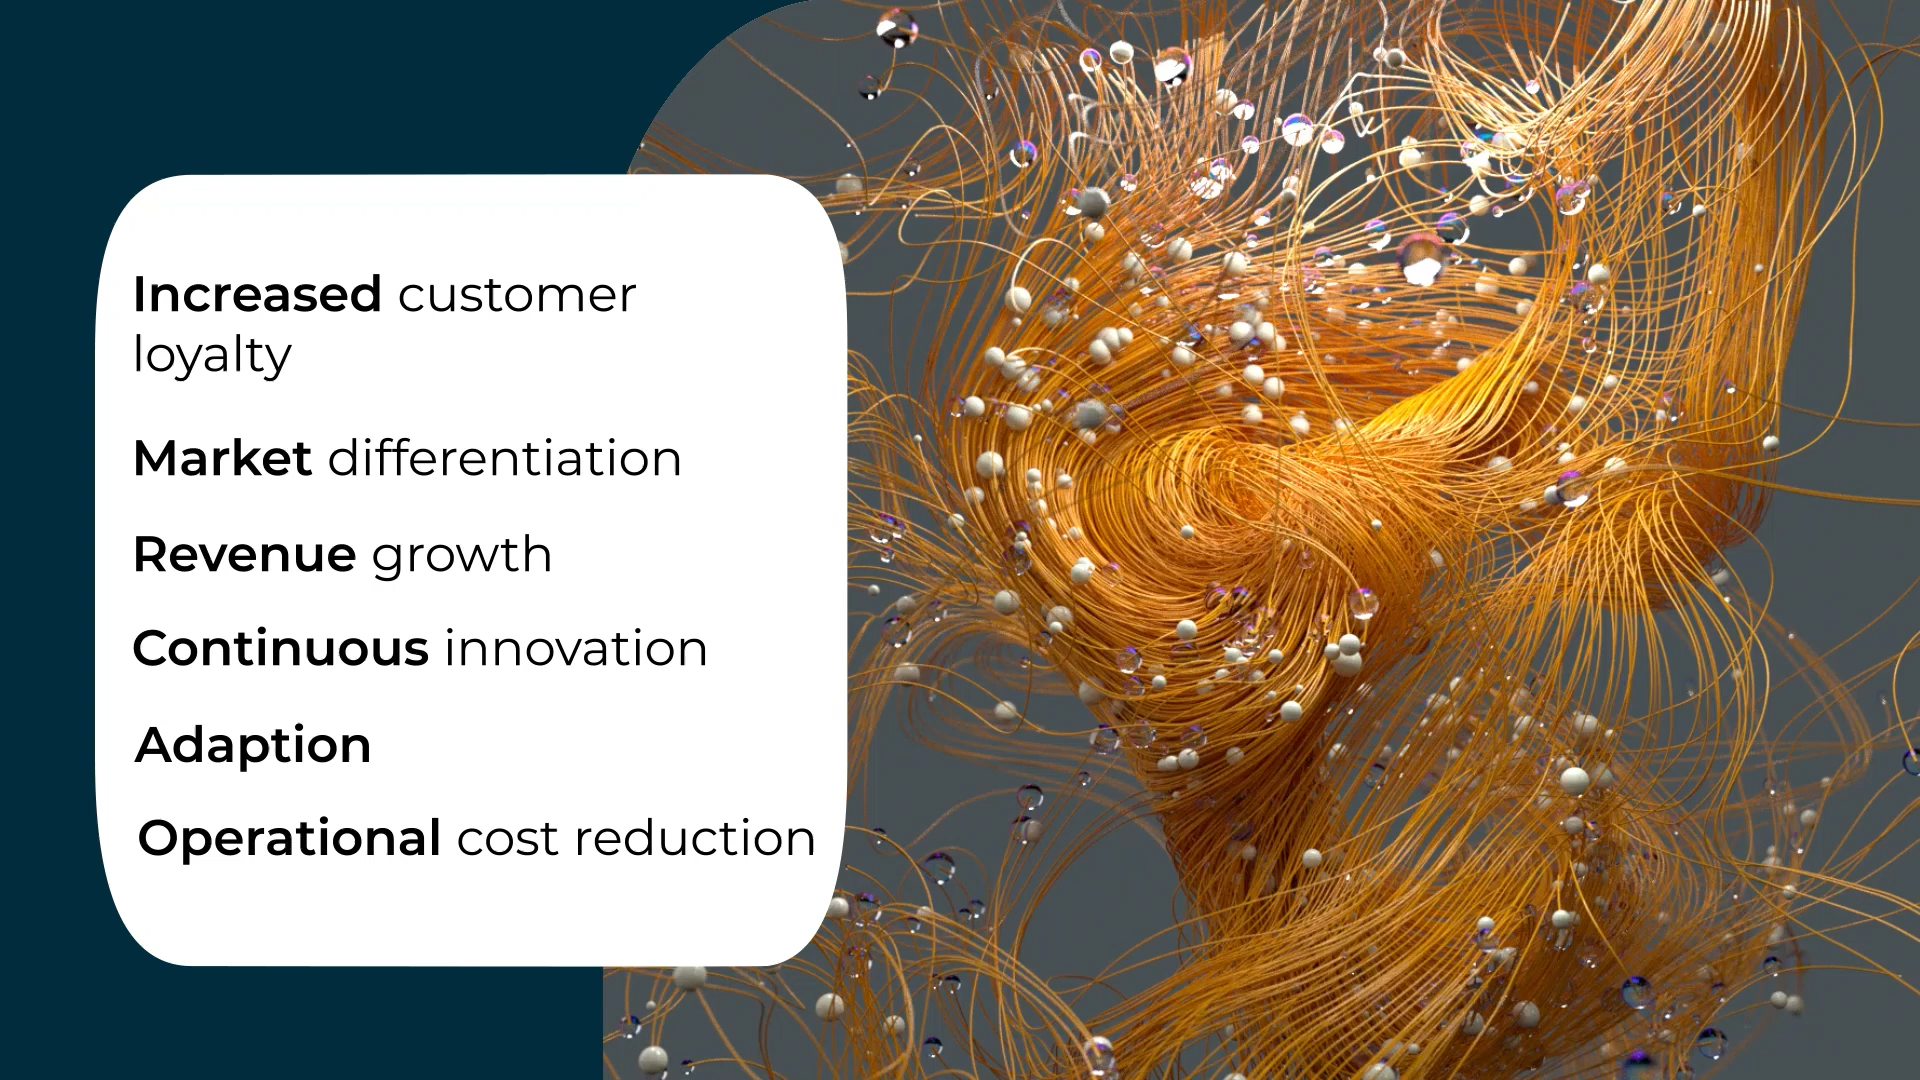 Increased customer
loyalty
Market differentiation
Revenue growth
Continuous innovation
Adaption
Operational cost reduction